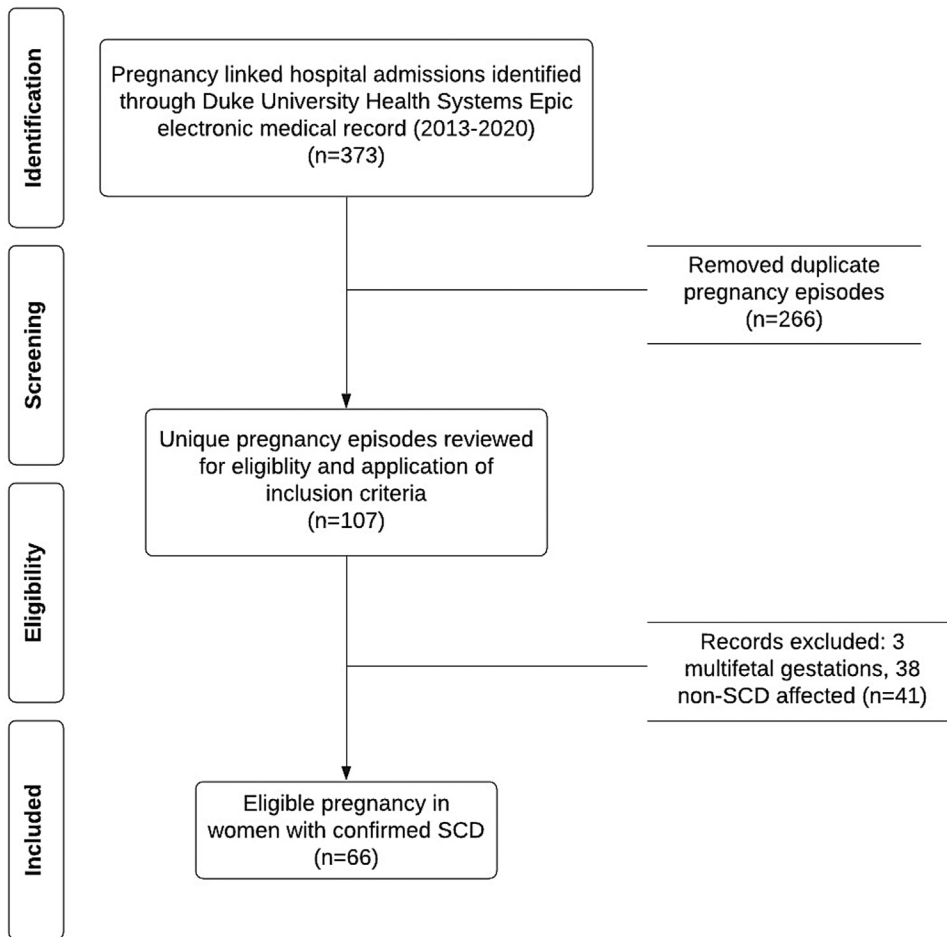 Identification
Pregnancy linked hospital admissions identified
through Duke University Health Systems Epic
electronic medical record (2013-2020)
(n=373)
Screening
Removed duplicate
pregnancy episodes
(n=266)
Unique pregnancy episodes reviewed
for eligiblity and application of
inclusion criteria
(n=107)
Eligibility
Records excluded: 3
multifetal gestations, 38
non-SCD affected (n=41)
Included
Eligible pregnancy in
women with confirmed SCD
(n=66)